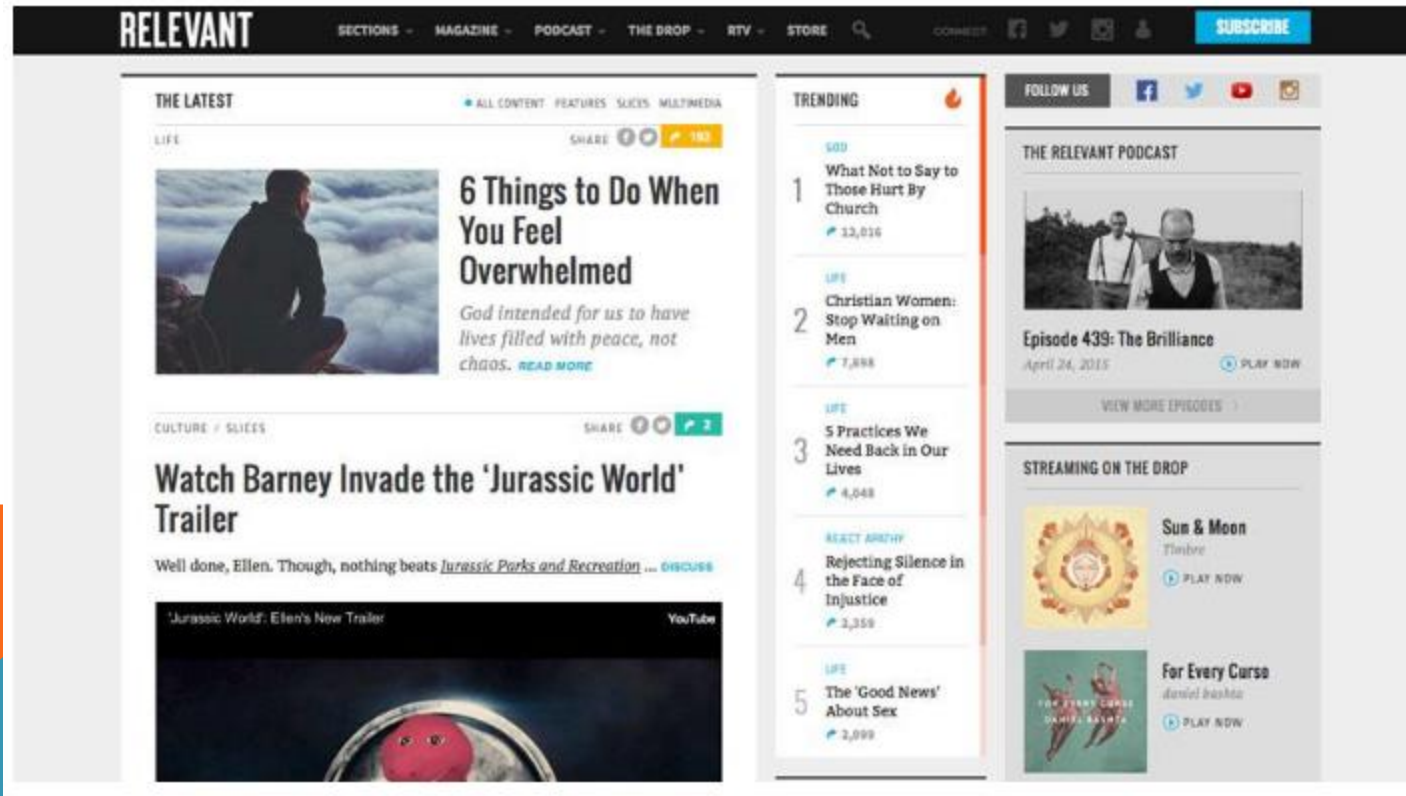 RELEVANT
SECTIONS
MAGAZINE
PODCAST
THE DROP
RTV
STORE
CONNECT
SUBSCRIBE
THE LATEST
ALL CONTENT FEATURES SLICES MULTIMEDIA
LIFE
SHARE
6 Things to Do When
You Feel
Overwhelmed
God intended for us to have
lives filled with peace, not
chaos. READ MORE
CULTURE / SLICES
SHARE
2
Watch Barney Invade the ‘Jurassic World’
Trailer
Well done, Ellen. Though, nothing beats Jurassic Parks and Recreation ... DISCUSS
'Jurassic World': Ellen's New Trailer
YouTube
TRENDING
GOD
1
What Not to Say to
Those Hurt By
Church
12,016
LIFE
2
Christian Women:
Stop Waiting on
Men
LIFE
3
5 Practices We
Need Back in Our
Lives
4,048
REJECT APATHY
4
Rejecting Silence in
the Face of
Injustice
LIFE
5
The 'Good News'
About Sex
2,099
FOLLOW US
THE RELEVANT PODCAST
Episode 439: The Brilliance
April 24, 2015
PLAY NOW
VIEW MORE EPISODES
STREAMING ON THE DROP
Sun & Moon
Timbre
PLAY NOW
FOR EVERY CURSE
DANIEL BASHTA
For Every Curse
daniel bashta
PLAY NOW